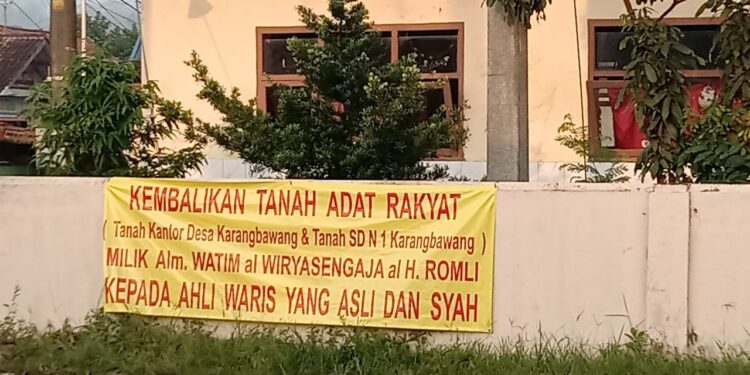 KEMBALIKAN TANAH ADAT RAKYAT
( Tanah Kantor Desa Karangbawang & Tanah SD N 1 Karangbawang )
MILIK Alm. WATIM al WIRYASENGAJA al H. ROMLI
KEPADA AHLI WARIS YANG ASLI DAN SYAH